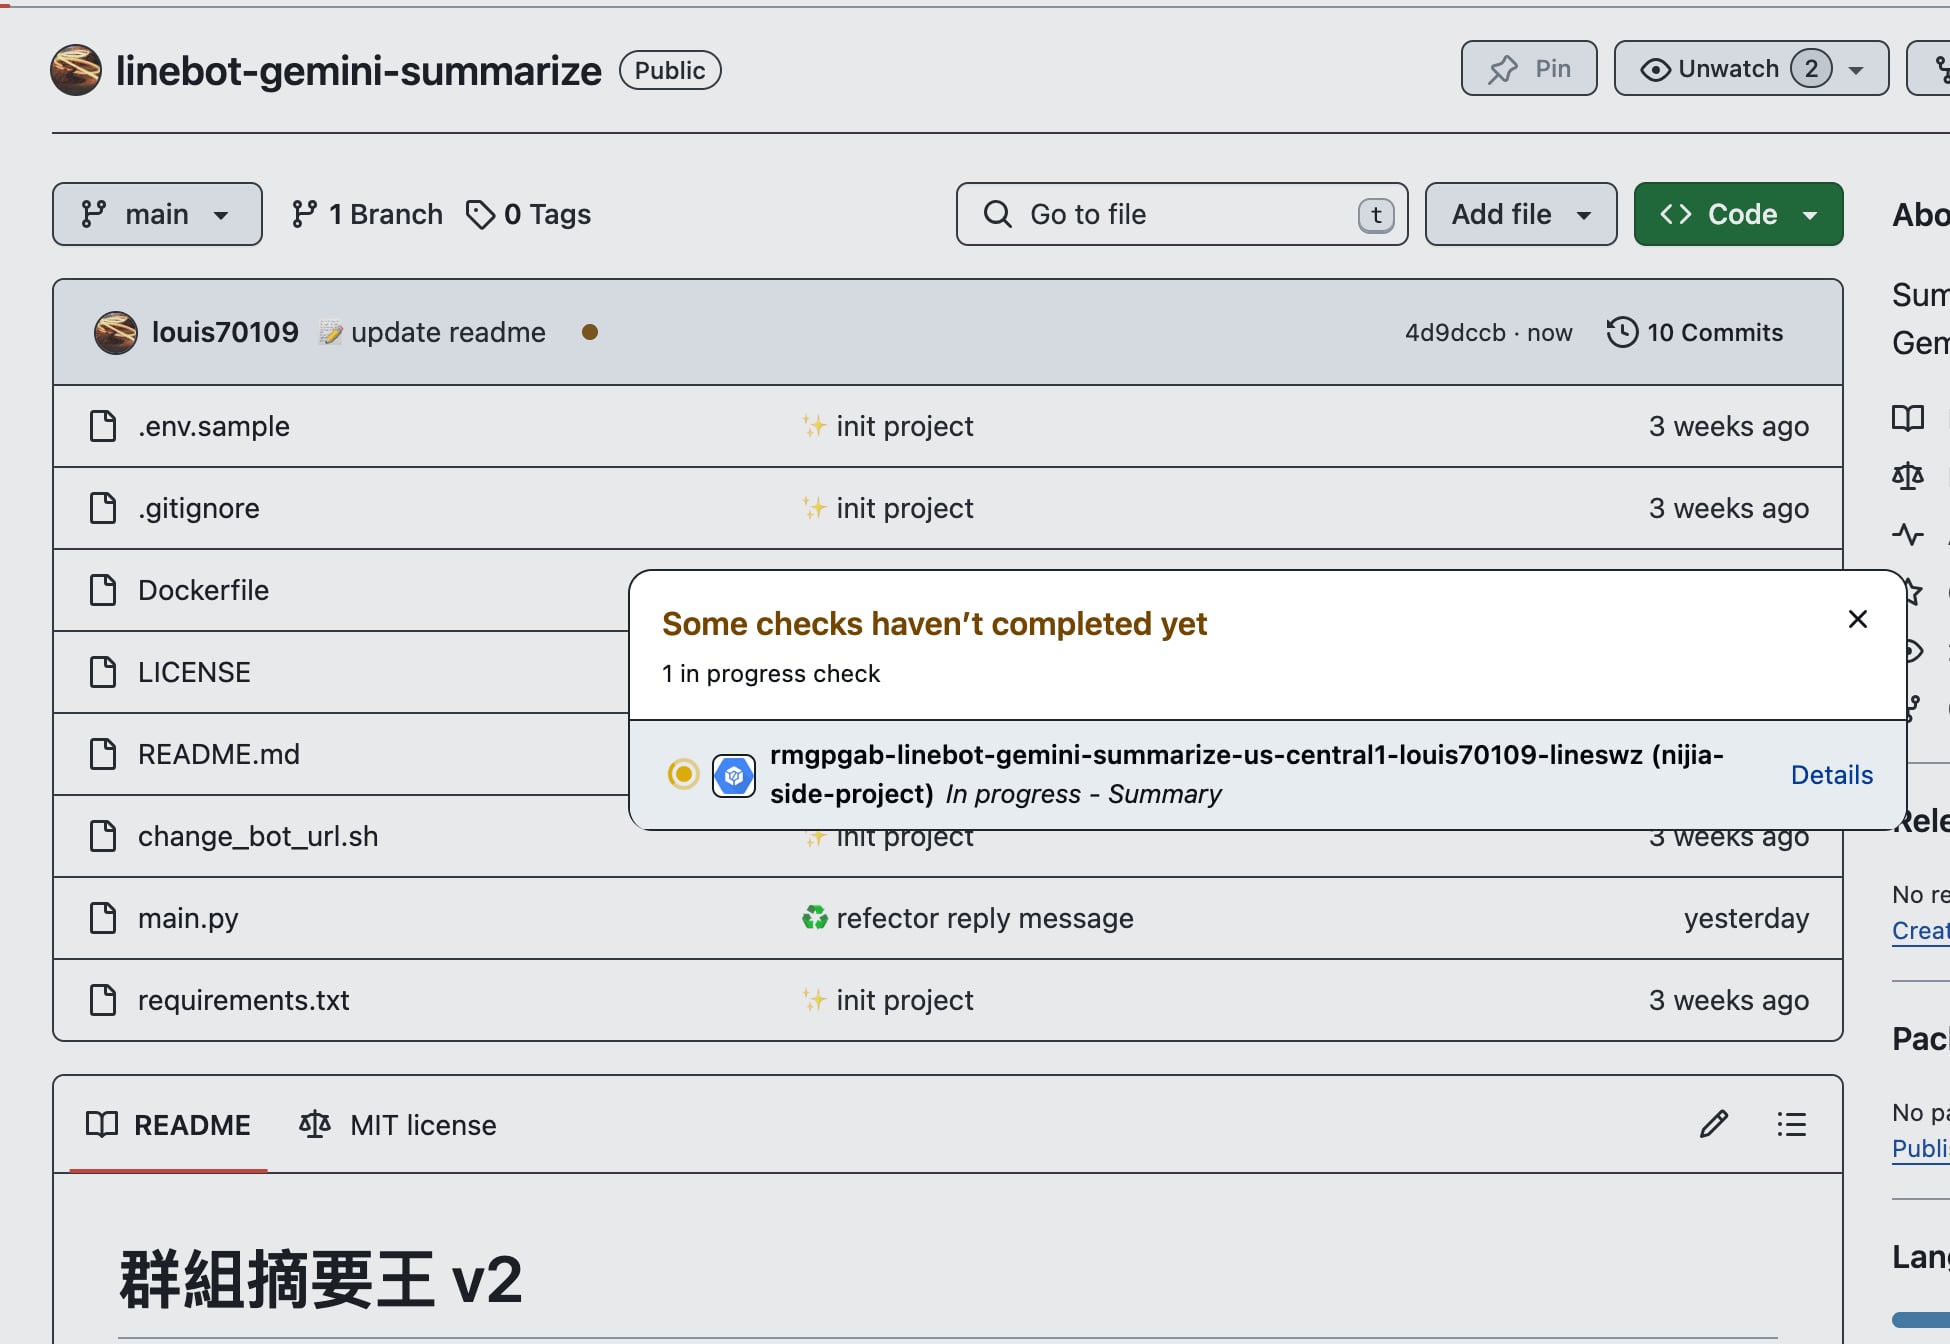 linebot-gemini-summarize Public Pin Unwatch 2
main 1 Branch 0 Tags Go to file t Add file Code
louis70109 📝 update readme 4d9dccb · now 10 Commits
.env.sample ✨ init project 3 weeks ago
.gitignore ✨ init project 3 weeks ago
Dockerfile
LICENSE
README.md
change_bot_url.sh ✨ init project 3 weeks ago
main.py ♻️ refector reply message yesterday
requirements.txt ✨ init project 3 weeks ago
Some checks haven’t completed yet
1 in progress check
rmgpgab-linebot-gemini-summarize-us-central1-louis70109-lineswz (nijia-
side-project) In progress - Summary
Details
README MIT license
群組摘要王 v2
Abo
Sum
Gem
Rele
No re
Creat
Pac
No pa
Publi
Lang